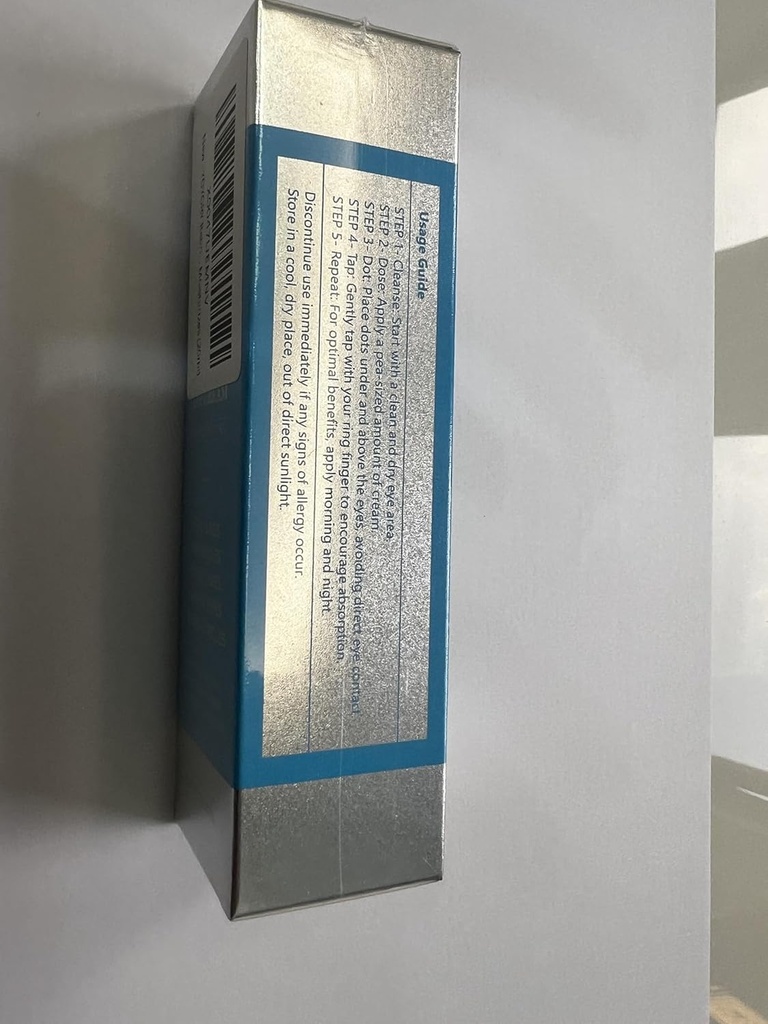 Usage Guide
STEP 1- Cleanse: Start with a clean and dry eye area.
STEP 2- Dose: Apply a pea-sized amount of cream.
STEP 3- Dot: Place dots under and above the eyes, avoiding direct eye contact.
STEP 4- Tap: Gently tap with your ring finger to encourage absorption.
STEP 5- Repeat: For optimal benefits, apply morning and night.
Discontinue use immediately if any signs of allergy occur.
Store in a cool, dry place, out of direct sunlight.